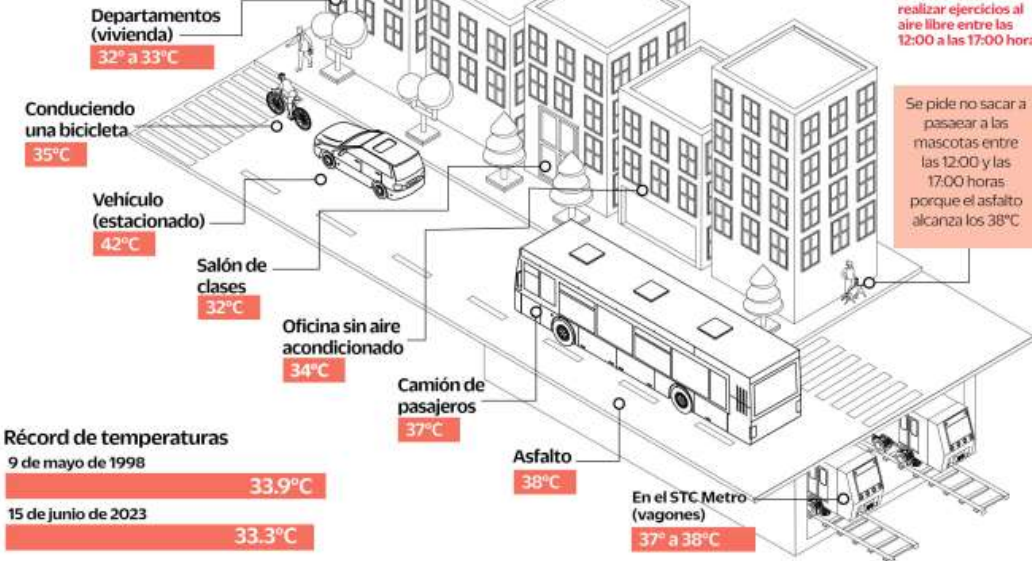 Departamentos
(vivienda)
32° a 33°C
realizar ejercicios al
aire libre entre las
12:00 a las 17:00 hora
Conduciendo
una bicicleta
35°C
Se pide no sacar a
pasaear a las
mascotas entre
las 12:00 y las
17:00 horas
porque el asfalto
alcanza los 38°C
Vehículo
(estacionado)
42°C
Salón de
clases
32°C
Oficina sin aire
acondicionado
34°C
Camión de
pasajeros
37°C
Asfalto
38°C
En el STC Metro
(vagones)
37° a 38°C
Récord de temperaturas
9 de mayo de 1998
33.9°C
15 de junio de 2023
33.3°C